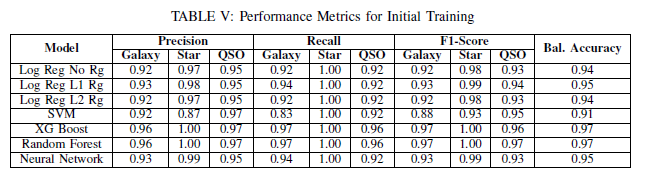 TABLE V: Performance Metrics for Initial Training
Model Precision Recall F1-Score Bal. Accuracy
Galaxy Star QSO Galaxy Star QSO Galaxy Star QSO
Log Reg No Rg 0.92 0.97 0.95 0.92 1.00 0.92 0.92 0.98 0.93 0.94
Log Reg L1 Rg 0.93 0.98 0.95 0.94 1.00 0.92 0.93 0.99 0.94 0.95
Log Reg L2 Rg 0.92 0.97 0.95 0.92 1.00 0.92 0.92 0.98 0.93 0.94
SVM 0.92 0.87 0.97 0.83 1.00 0.92 0.88 0.93 0.95 0.91
XG Boost 0.96 1.00 0.97 0.97 1.00 0.96 0.97 1.00 0.96 0.97
Random Forest 0.96 1.00 0.97 0.97 1.00 0.96 0.97 1.00 0.97 0.97
Neural Network 0.93 0.99 0.95 0.94 1.00 0.92 0.93 0.99 0.93 0.95